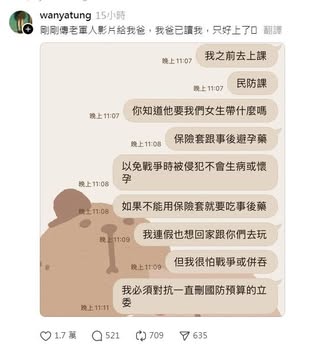 wanyatung 15小時
剛剛傳老軍人影片給我爸，我爸已讀我，只好上了 翻譯
我之前去上課
晚上11:07
民防課
晚上11:07
你知道他要我們女生帶什麼嗎
晚上11:07
保險套跟事後避孕藥
晚上11:08
以免戰爭時被侵犯不會生病或懷
孕
晚上11:08
如果不能用保險套就要吃事後藥
晚上11:08
我連假也想回家跟你們去玩
晚上11:09
但我很怕戰爭或併吞
晚上11:09
我必須對抗一直刪國防預算的立
委
晚上11:11
1.7 萬 521 709 635